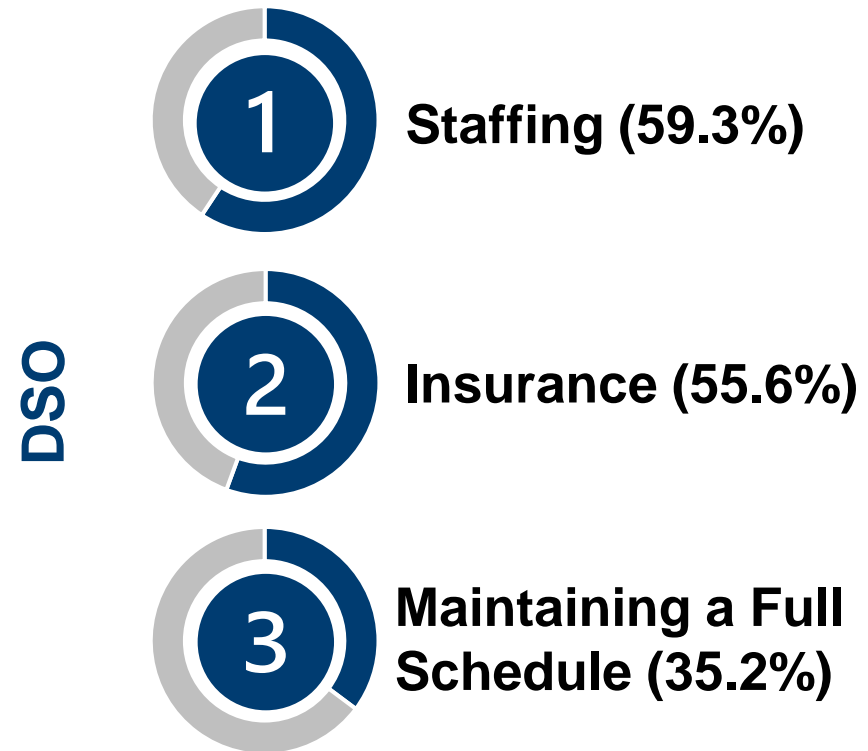 DSO
1
Staffing (59.3%)
2
Insurance (55.6%)
3
Maintaining a Full
Schedule (35.2%)